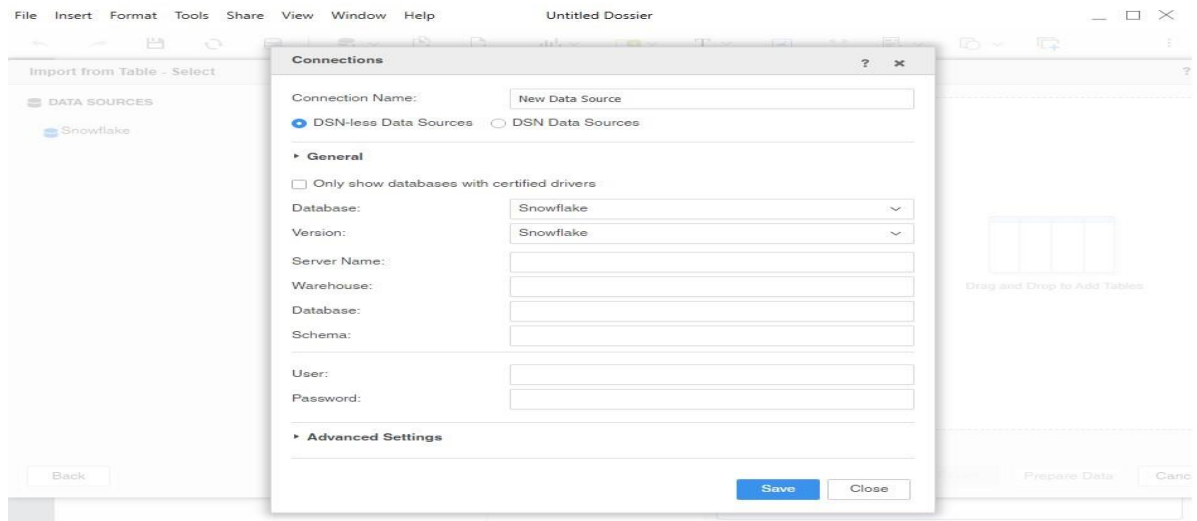 File Insert Format Tools Share View Window Help Untitled Dossier
Import from Table - Select
?
DATA SOURCES
Snowflake
Connections
?
Connection Name: New Data Source
DSN-less Data Sources DSN Data Sources
General
Only show databases with certified drivers
Database: Snowflake
Version: Snowflake
Server Name:
Warehouse:
Database:
Schema:
User:
Password:
Advanced Settings
Save Close
Drag and Drop to Add Tables
Back
Prepare Data Canc